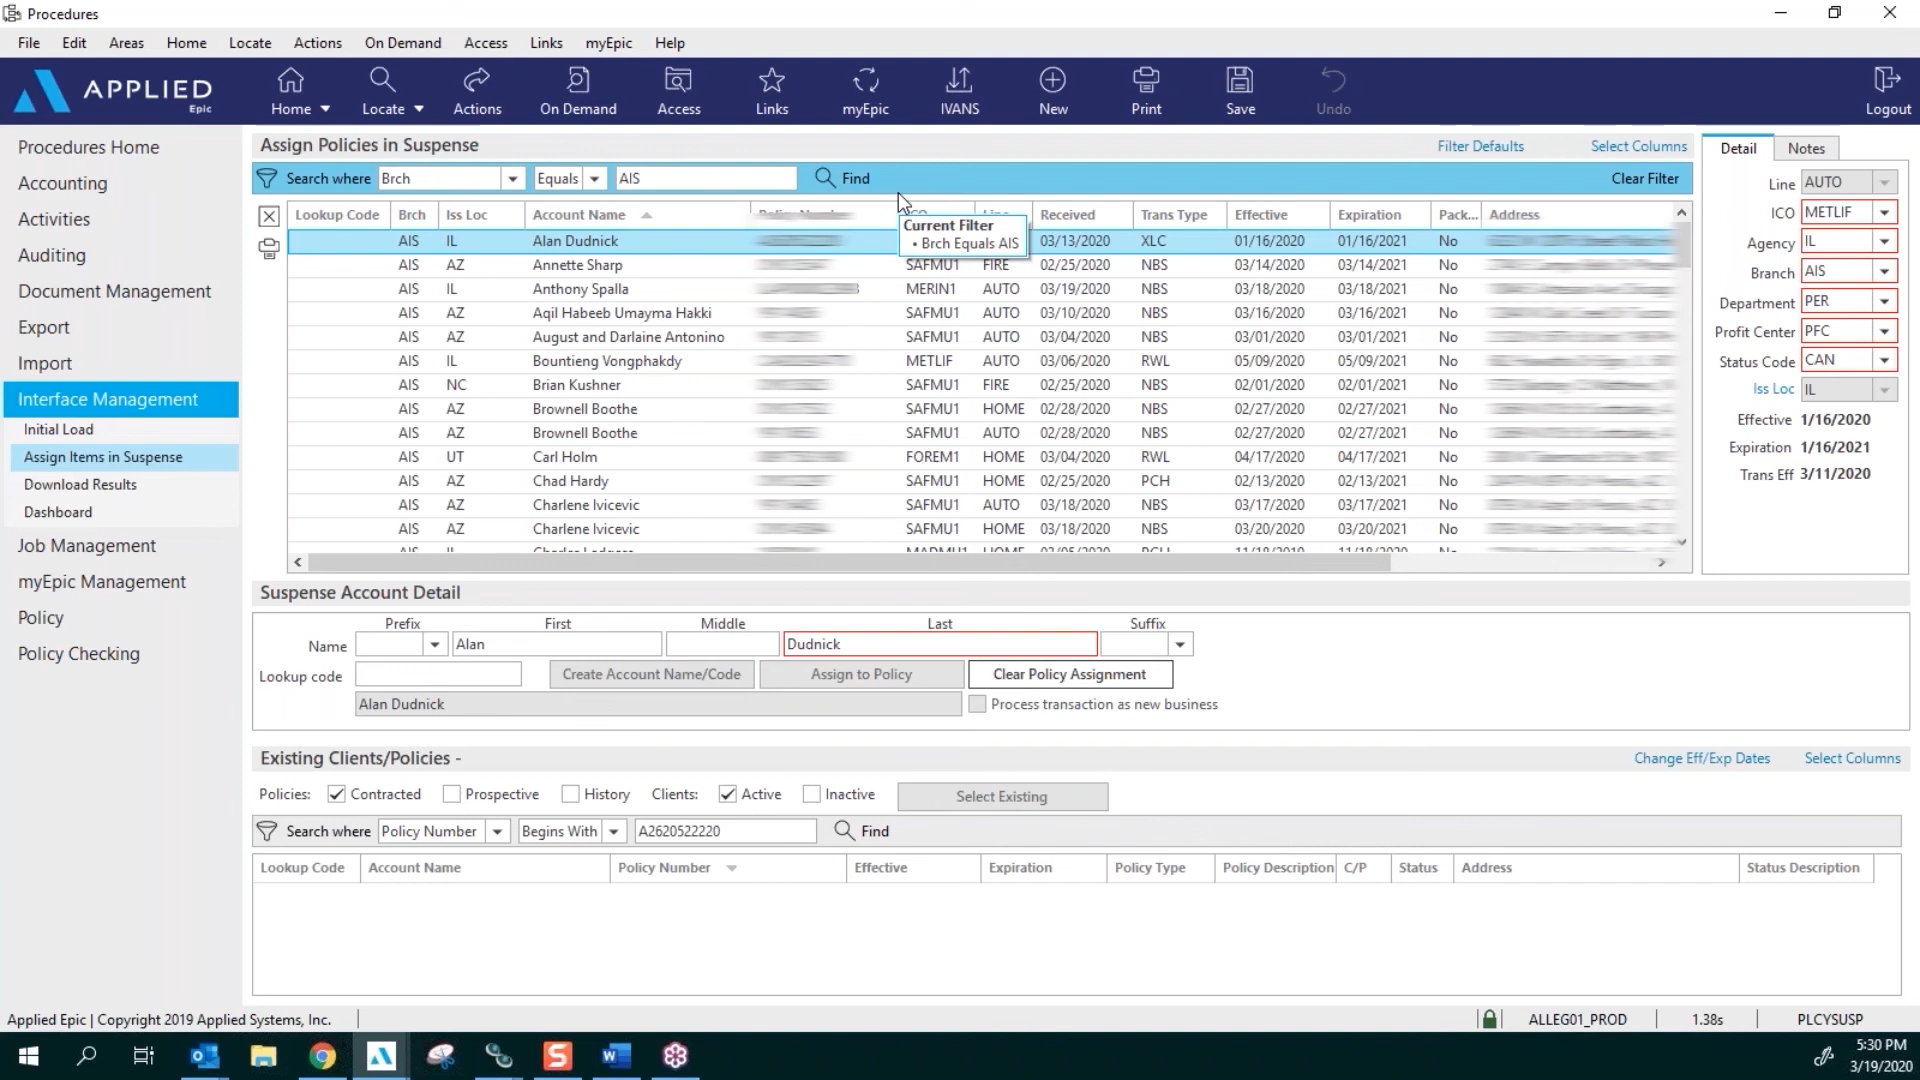 Procedures
File Edit Areas Home Locate Actions On Demand Access Links myEpic Help
APPLIED Epic Home Locate Actions On Demand Access Links myEpic IVANS New Print Save Undo Logout
Procedures Home
Accounting
Activities
Auditing
Document Management
Export
Import
Interface Management
Initial Load
Assign Items in Suspense
Download Results
Dashboard
Job Management
myEpic Management
Policy
Policy Checking
Assign Policies in Suspense Filter Defaults Select Columns
Search where Brch Equals AIS Find Clear Filter
Lookup Code Brch Iss Loc Account Name Received Trans Type Effective Expiration Pack... Address
Current Filter
• Brch Equals AIS
AIS IL Alan Dudnick 03/13/2020 XLC 01/16/2020 01/16/2021 No
AIS AZ Annette Sharp SAFMU1 FIRE 02/25/2020 NBS 03/14/2020 03/14/2021 No
AIS IL Anthony Spalla MERIN1 AUTO 03/19/2020 NBS 03/18/2020 03/18/2021 No
AIS AZ Aqil Habeeb Umayma Hakki SAFMU1 AUTO 03/10/2020 NBS 03/16/2020 03/16/2021 No
AIS AZ August and Darlaine Antonino SAFMU1 AUTO 03/04/2020 NBS 03/01/2020 03/01/2021 No
AIS IL Bountieng Vongphakdy METLIF AUTO 03/06/2020 RWL 05/09/2020 05/09/2021 No
AIS NC Brian Kushner SAFMU1 FIRE 02/25/2020 NBS 02/01/2020 02/01/2021 No
AIS AZ Brownell Boothe SAFMU1 HOME 02/28/2020 NBS 02/27/2020 02/27/2021 No
AIS AZ Brownell Boothe SAFMU1 AUTO 02/28/2020 NBS 02/27/2020 02/27/2021 No
AIS UT Carl Holm FOREM1 HOME 03/04/2020 RWL 04/17/2020 04/17/2021 No
AIS AZ Chad Hardy SAFMU1 HOME 02/25/2020 PCH 02/13/2020 02/13/2021 No
AIS AZ Charlene Ivicevic SAFMU1 AUTO 03/18/2020 NBS 03/17/2020 03/17/2021 No
AIS AZ Charlene Ivicevic SAFMU1 HOME 03/18/2020 NBS 03/20/2020 03/20/2021 No
Detail Notes
Line AUTO
ICO METLIF
Agency IL
Branch AIS
Department PER
Profit Center PFC
Status Code CAN
Iss Loc IL
Effective 1/16/2020
Expiration 1/16/2021
Trans Eff 3/11/2020
Suspense Account Detail
Prefix First Middle Last Suffix
Name Alan Dudnick
Lookup code Create Account Name/Code Assign to Policy Clear Policy Assignment
Alan Dudnick Process transaction as new business
Existing Clients/Policies - Change Eff/Exp Dates Select Columns
Policies: Contracted Prospective History Clients: Active Inactive Select Existing
Search where Policy Number Begins With A2620522220 Find
Lookup Code Account Name Policy Number Effective Expiration Policy Type Policy Description C/P Status Address Status Description
Applied Epic | Copyright 2019 Applied Systems, Inc. ALLEG01_PROD 1.38s PLCYSUSP
5:30 PM
3/19/2020